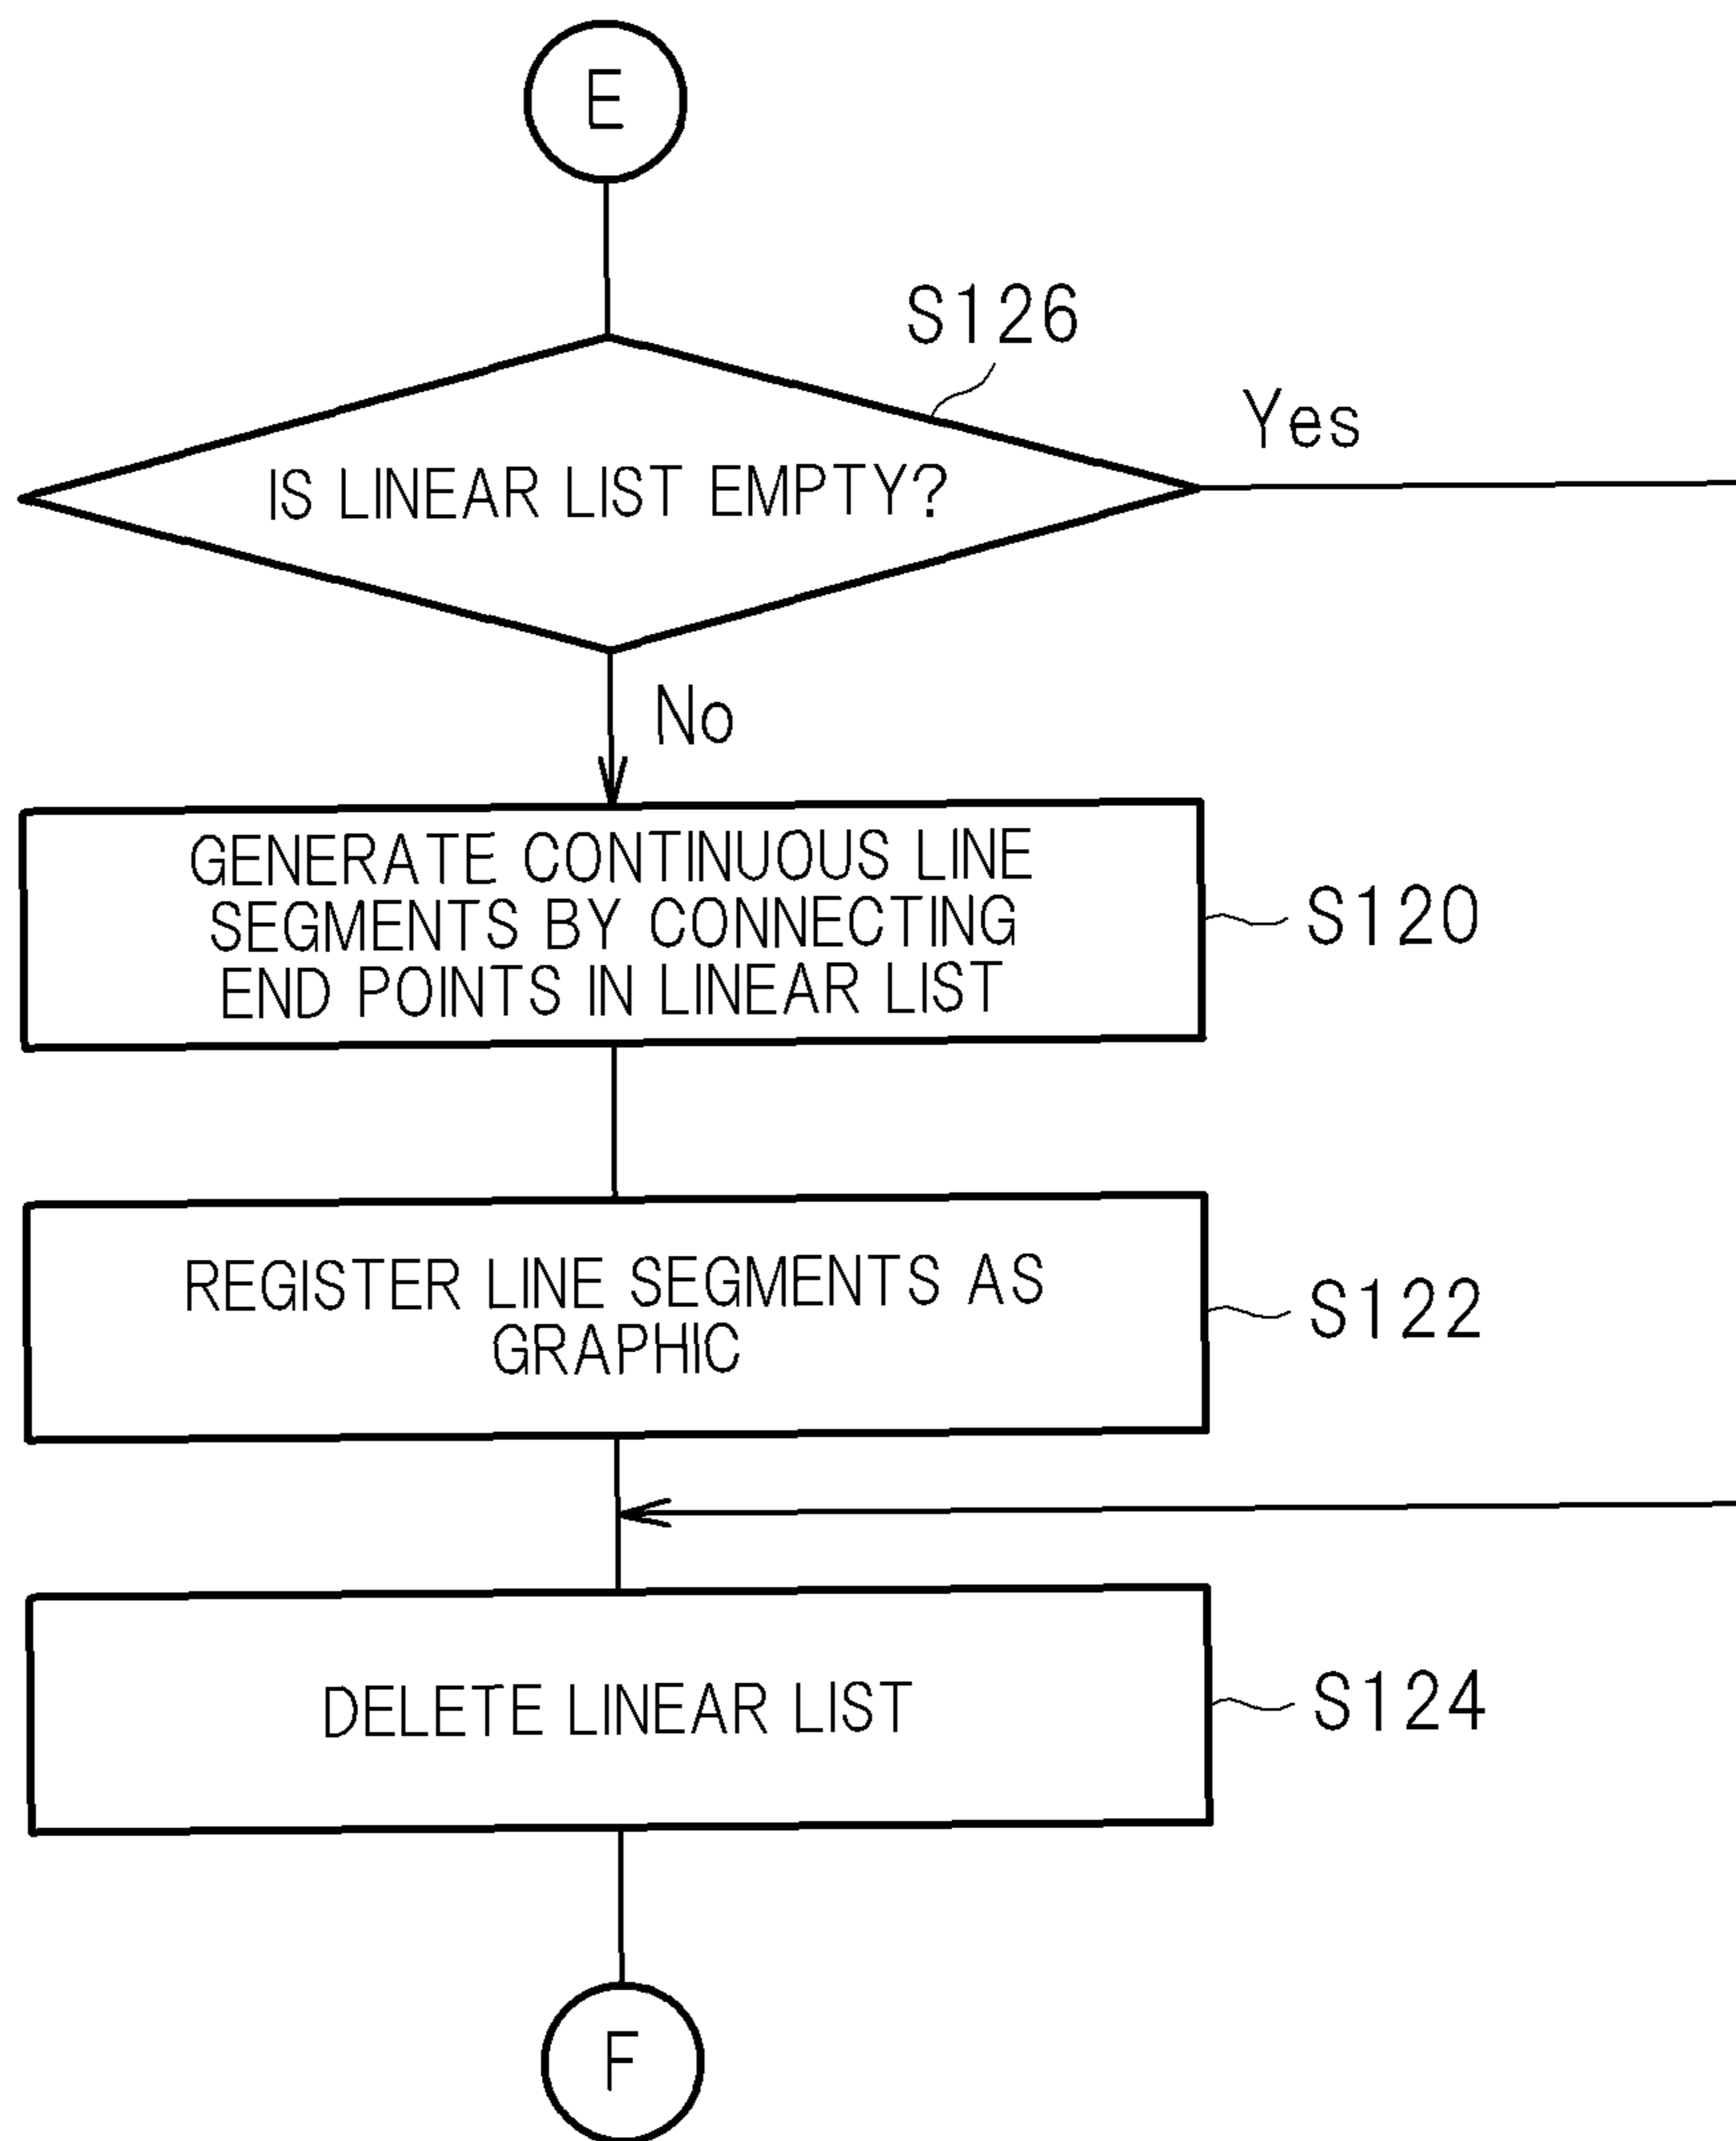 E
S126
Yes
IS LINEAR LIST EMPTY?
No
GENERATE CONTINUOUS LINE
SEGMENTS BY CONNECTING
END POINTS IN LINEAR LIST
S120
REGISTER LINE SEGMENTS AS
GRAPHIC
S122
DELETE LINEAR LIST
S124
F